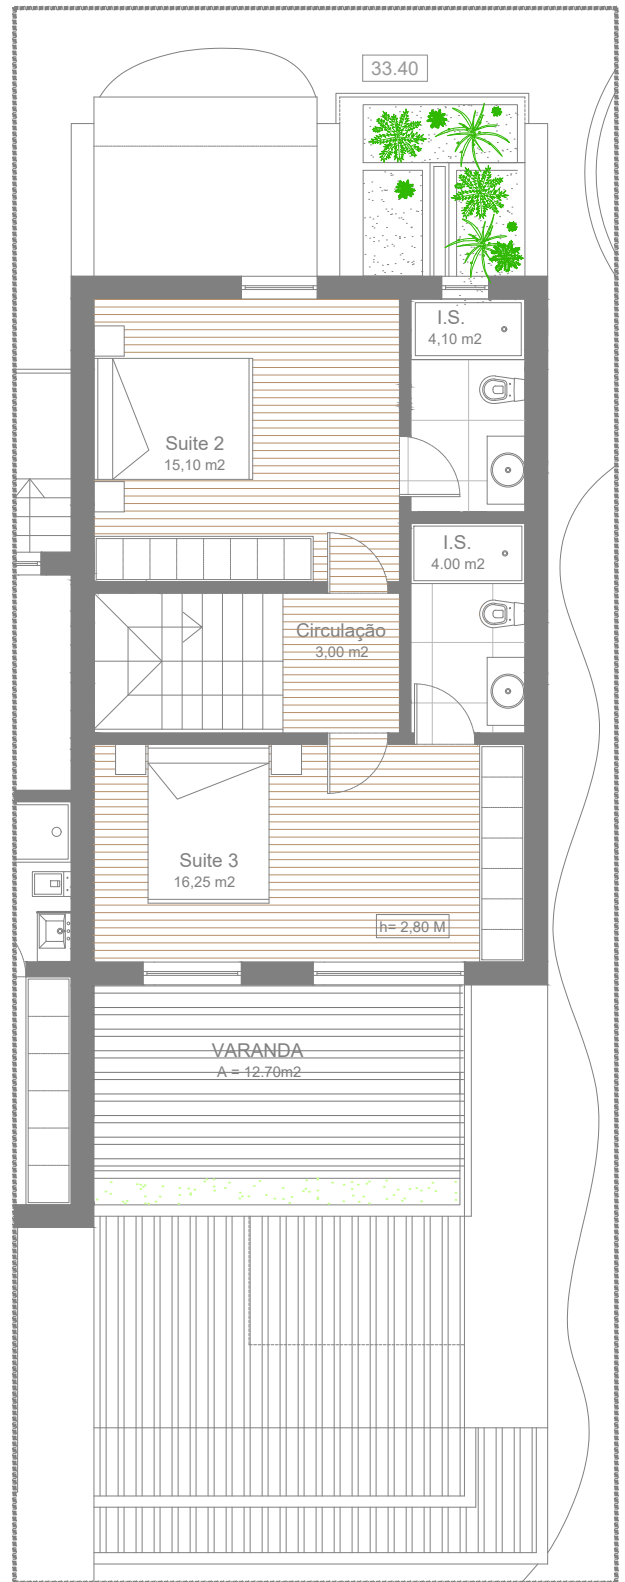 33.40
I.S.
4,10 m2
Suite 2
15,10 m2
I.S.
4.00 m2
Circulação
3,00 m2
Suite 3
16,25 m2
h= 2,80 M
VARANDA
A = 12.70m2